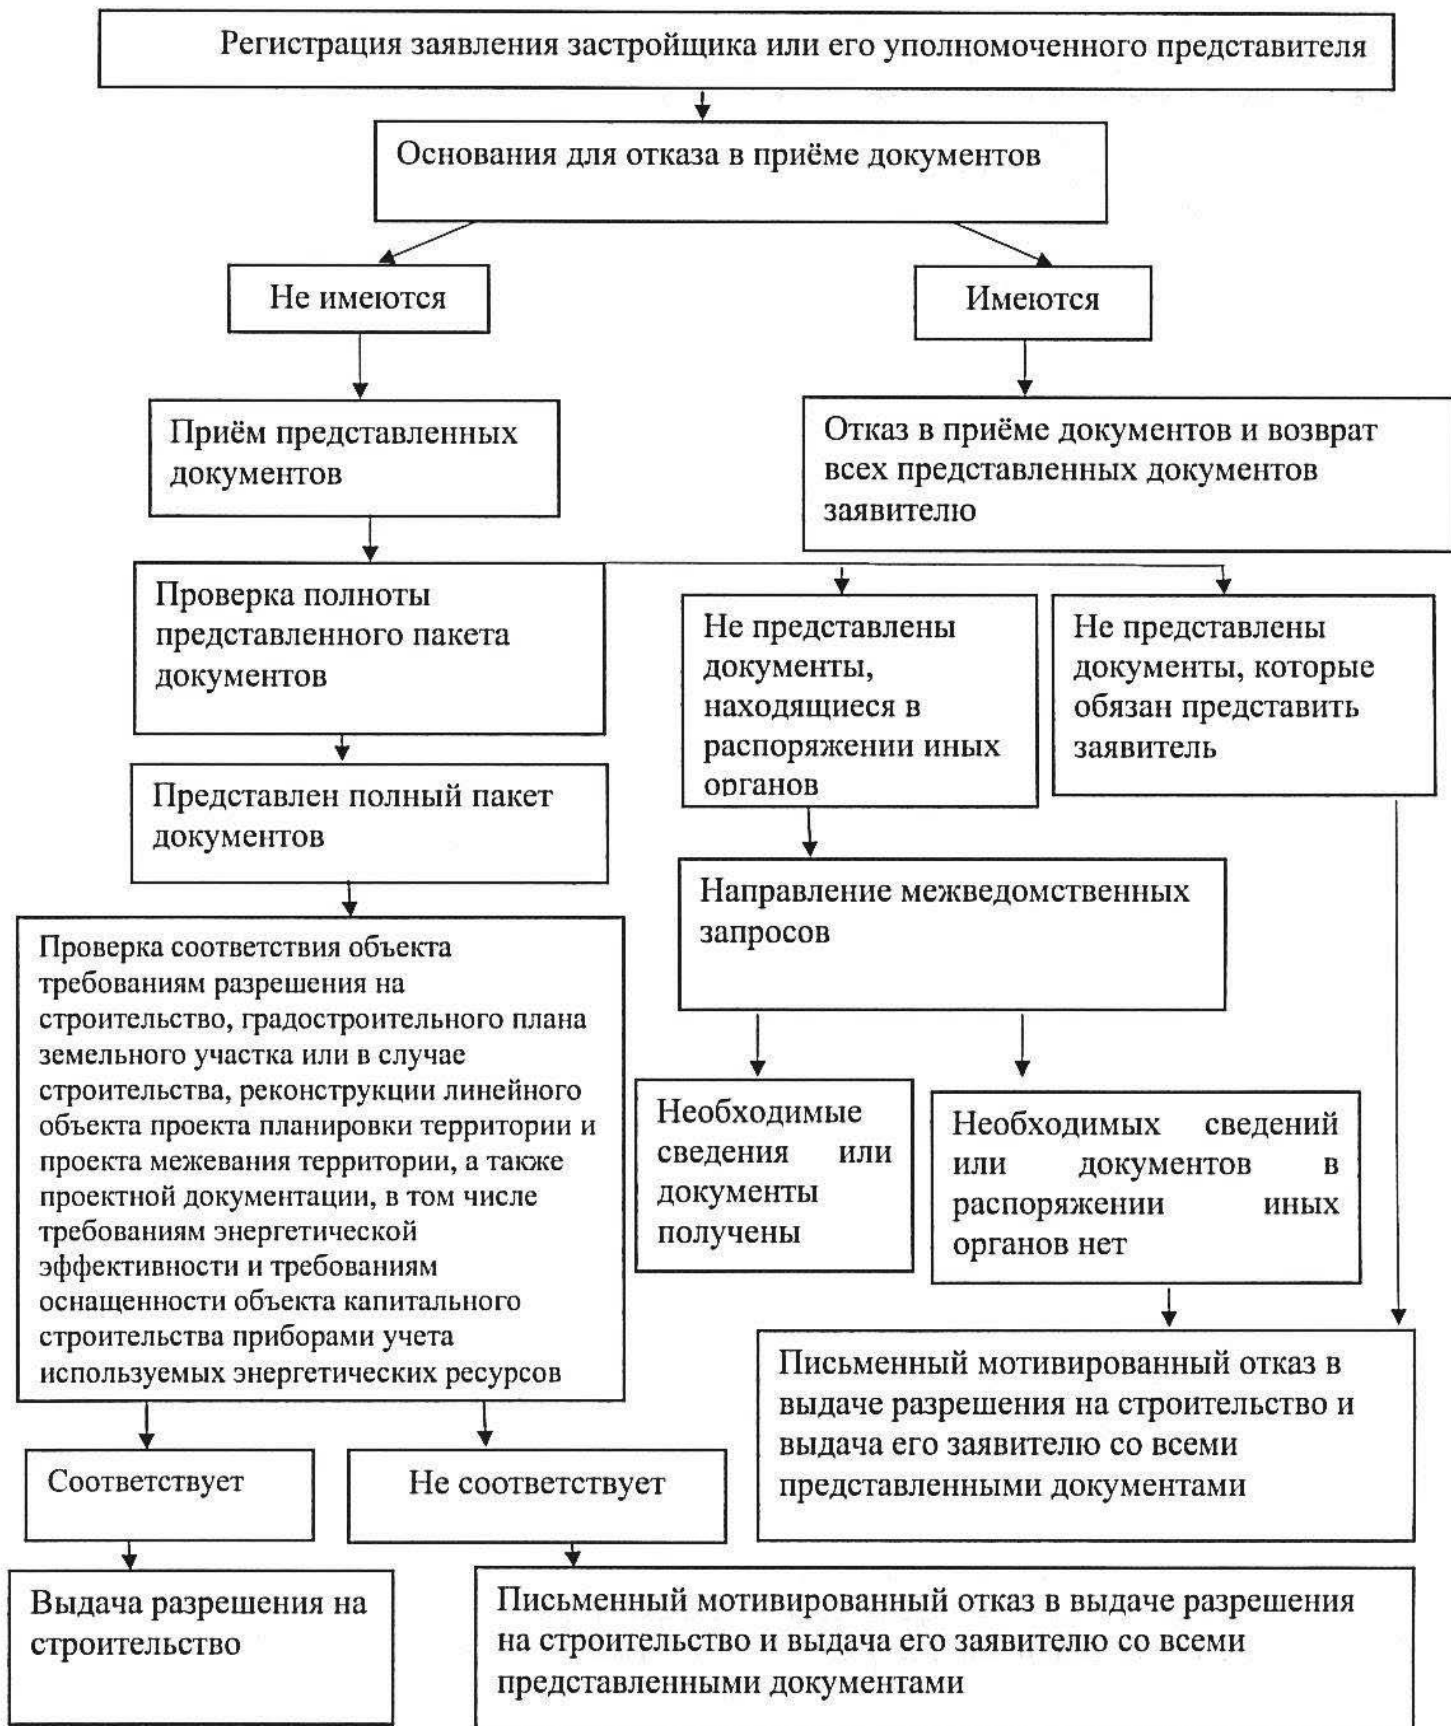 Регистрация заявления застройщика или его уполномоченного представителя
Основания для отказа в приёме документов
Не имеются
Имеются
Приём представленных
документов
Отказ в приёме документов и возврат
всех представленных документов
заявителю
Проверка полноты
представленного пакета
документов
Не представлены
документы,
находящиеся в
распоряжении иных
органов
Не представлены
документы, которые
обязан представить
заявитель
Представлен полный пакет
документов
Направление межведомственных
запросов
Проверка соответствия объекта
требованиям разрешения на
строительство, градостроительного плана
земельного участка или в случае
строительства, реконструкции линейного
объекта проекта планировки территории и
проекта межевания территории, а также
проектной документации, в том числе
требованиям энергетической
эффективности и требованиям
оснащенности объекта капитального
строительства приборами учета
используемых энергетических ресурсов
Необходимые
сведения или
документы
получены
Необходимых сведений
или документов в
распоряжении иных
органов нет
Письменный мотивированный отказ в
выдаче разрешения на строительство и
выдача его заявителю со всеми
представленными документами
Соответствует
Не соответствует
Выдача разрешения на
строительство
Письменный мотивированный отказ в выдаче разрешения
на строительство и выдача его заявителю со всеми
представленными документами